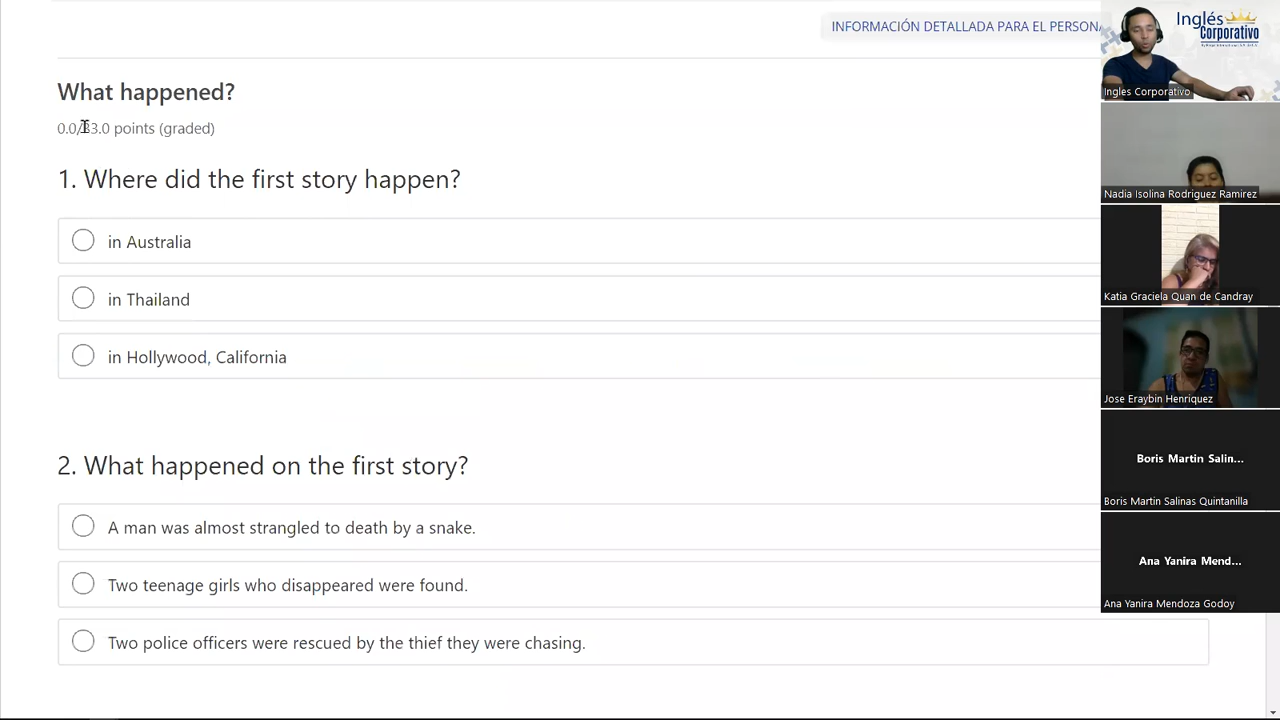 INFORMACIÓN DETALLADA PARA EL PERSONA
Inglés
Corporativo
Ingles Corporativo
What happened?
0.0/33.0 points (graded)
1. Where did the first story happen?
in Australia
in Thailand
in Hollywood, California
2. What happened on the first story?
A man was almost strangled to death by a snake.
Two teenage girls who disappeared were found.
Two police officers were rescued by the thief they were chasing.
Nadia Isolina Rodriguez Ramirez
Katia Graciela Quan de Candray
Jose Eraybin Henriquez
Boris Martin Salin...
Boris Martin Salinas Quintanilla
Ana Yanira Mend...
Ana Yanira Mendoza Godoy